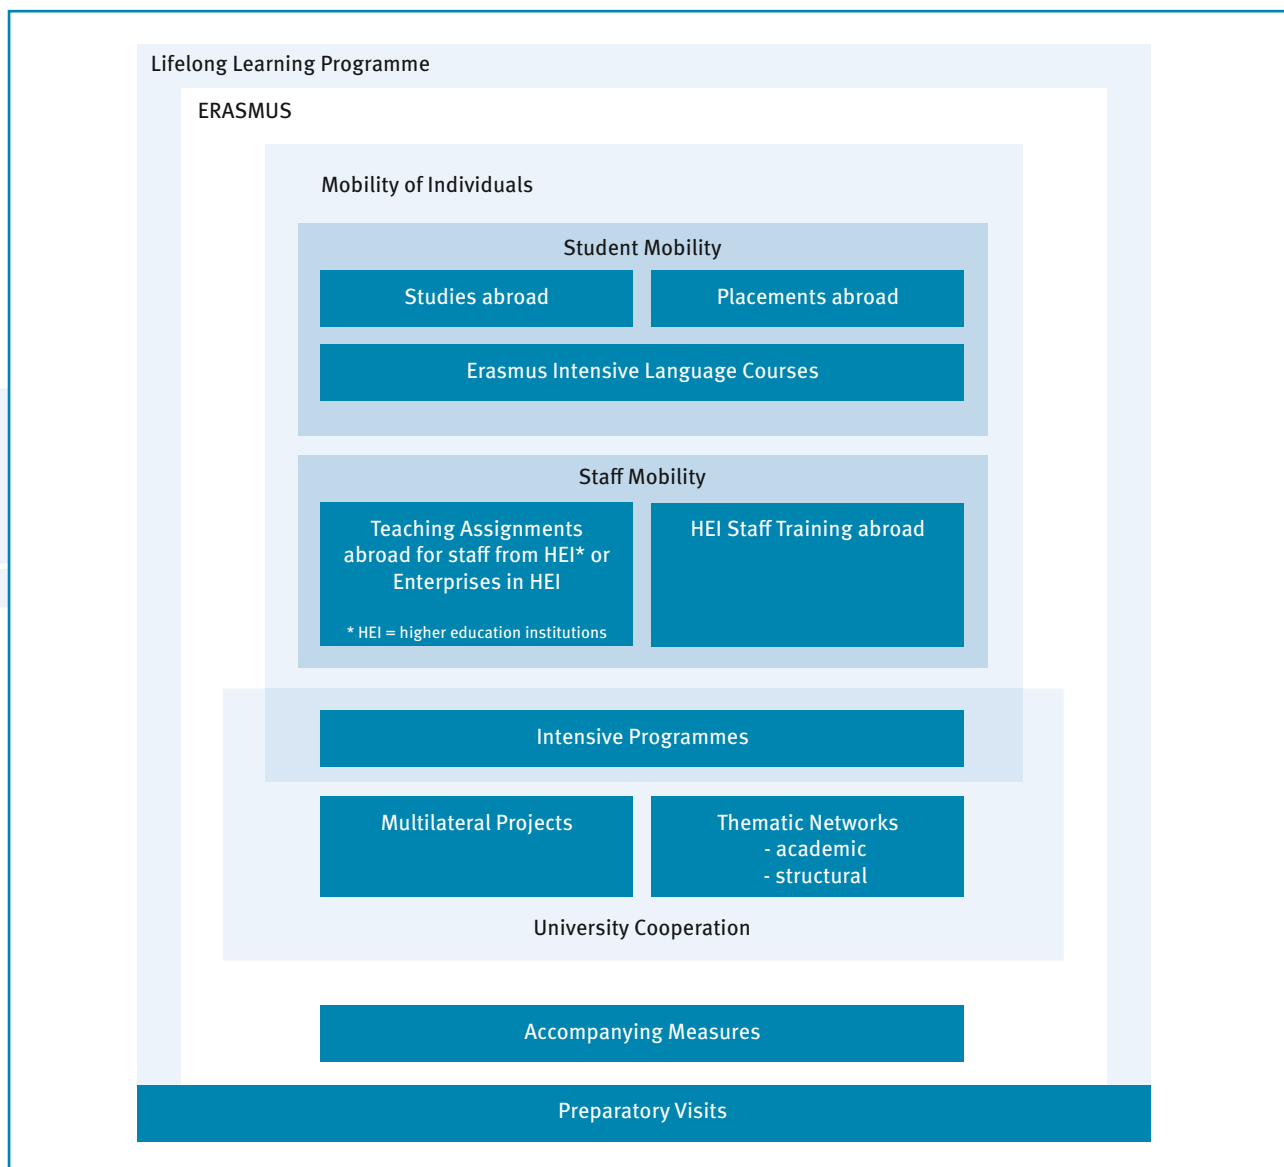 Lifelong Learning Programme
ERASMUS
Mobility of Individuals
Student Mobility
Studies abroad
Placements abroad
Erasmus Intensive Language Courses
Staff Mobility
Teaching Assignments
abroad for staff from HEI* or
Enterprises in HEI
* HEI = higher education institutions
HEI Staff Training abroad
Intensive Programmes
Multilateral Projects
Thematic Networks
- academic
- structural
University Cooperation
Accompanying Measures
Preparatory Visits